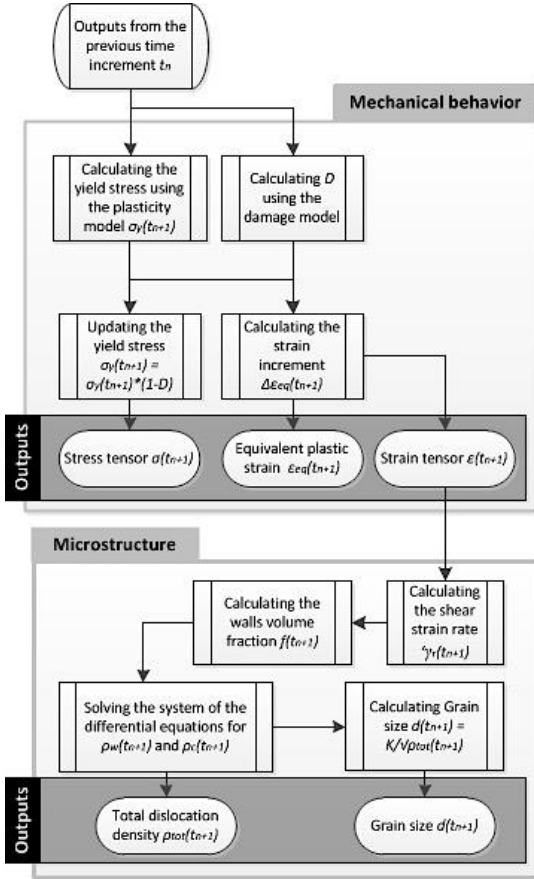 Outputs from the
previous time
increment tn
Mechanical behavior
Calculating the
yield stress using
the plasticity
model σy(tn+1)
Calculating D
using the
damage model
Updating the
yield stress
σy(tn+1) =
σy(tn+1)*(1-D)
Calculating the
strain
increment
Δεeq(tn+1)
Outputs
Stress tensor σ(tn+1)
Equivalent plastic
strain εeq(tn+1)
Strain tensor ε(tn+1)
Microstructure
Calculating the
walls volume
fraction f(tn+1)
Calculating
the shear
strain rate
'γr(tn+1)
Solving the system of the
differential equations for
ρw(tn+1) and ρc(tn+1)
Calculating Grain
size d(tn+1) =
K/√ρtot(tn+1)
Outputs
Total dislocation
density ρtot(tn+1)
Grain size d(tn+1)